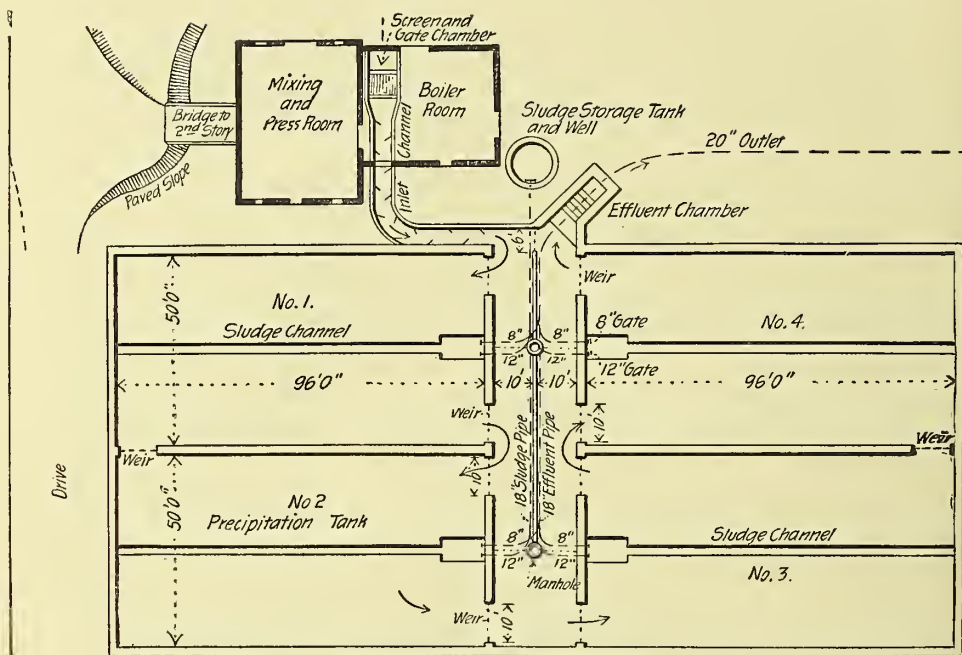 Screen and
Gate Chamber
Mixing
and
Press Room
Boiler
Room
Bridge to
2nd Story
Paved Slope
Channel
Inlet
Sludge Storage Tank
and Well
20" Outlet
Effluent Chamber
6'
Weir
Weir
50'0"
No. 1.
Sludge Channel
8"
8"
8" Gate
No. 4.
12"
12"
12" Gate
96'0"
10'
10'
96'0"
Weir
10'
Weir
Weir
10'
18" Sludge Pipe
18" Effluent Pipe
Drive
50'0"
No 2
Precipitation Tank
8"
8"
Sludge Channel
12"
12"
Manhole
No. 3.
Weir
10'